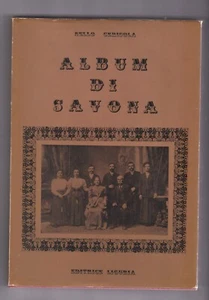 NELLO CERISOLA
ALBUM
DI
SAVONA
EDITRICE LIGURIA